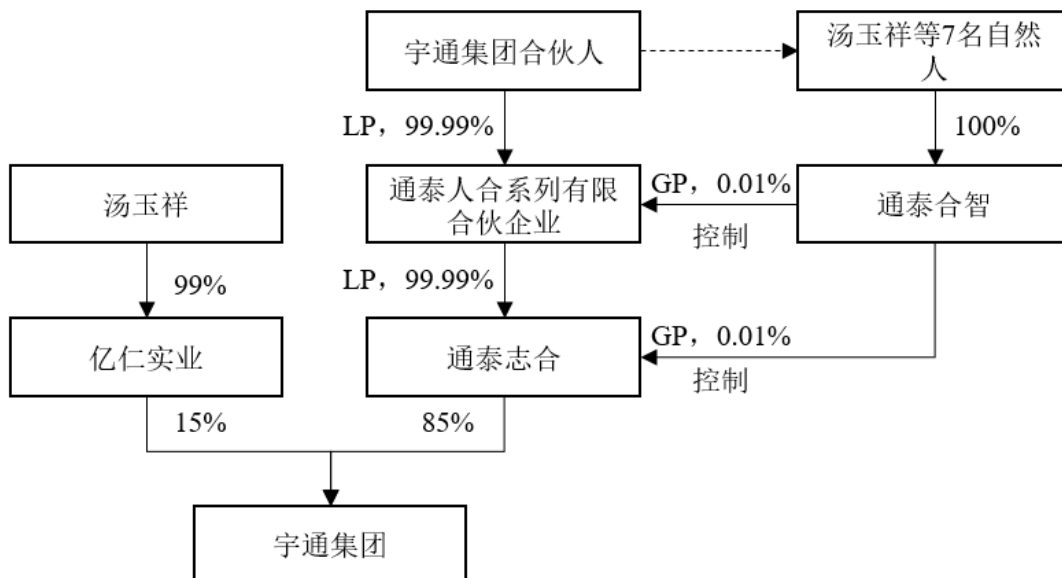 宇通集团合伙人
汤玉祥等7名自然
人
LP，99.99%
100%
汤玉祥
通泰人合系列有限
合伙企业
GP，0.01%
控制
通泰合智
99%
LP，99.99%
亿仁实业
通泰志合
GP，0.01%
控制
15%
85%
宇通集团